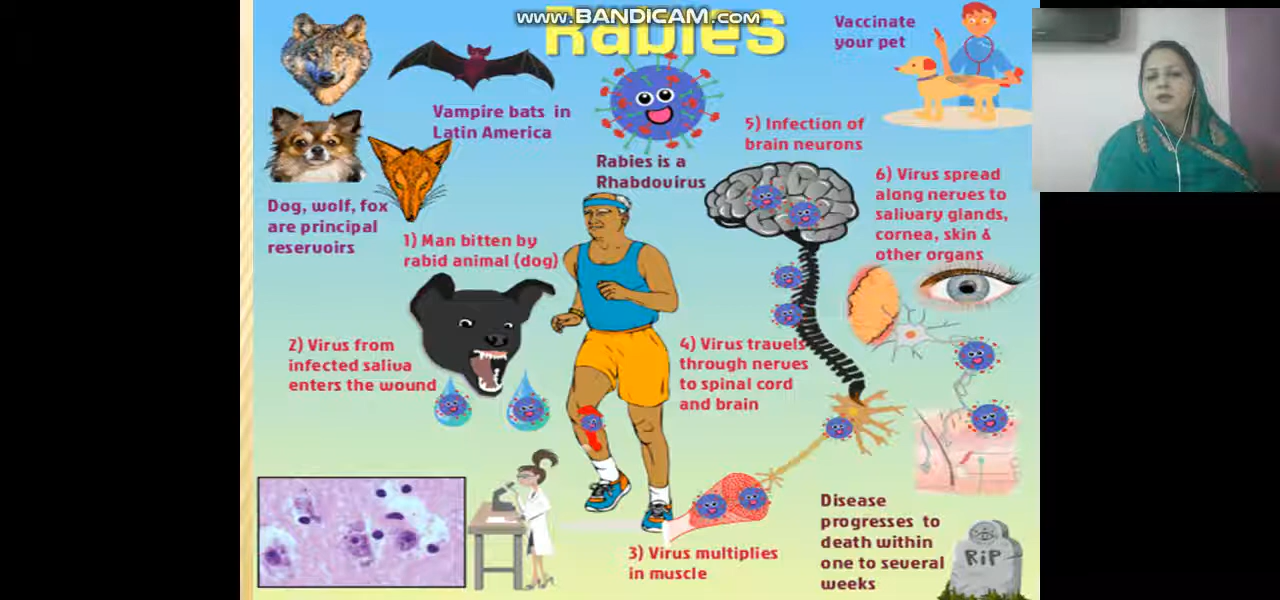 www.BANDICAM.com
Rabies
Vaccinate
your pet
Vampire bats in
Latin America
Rabies is a
Rhabdovirus
Dog, wolf, fox
are principal
reservoirs
1) Man bitten by
rabid animal (dog)
2) Virus from
infected saliva
enters the wound
3) Virus multiplies
in muscle
4) Virus travels
through nerves
to spinal cord
and brain
5) Infection of
brain neurons
6) Virus spread
along nerves to
salivary glands,
cornea, skin &
other organs
Disease
progresses to
death within
one to several
weeks
RIP